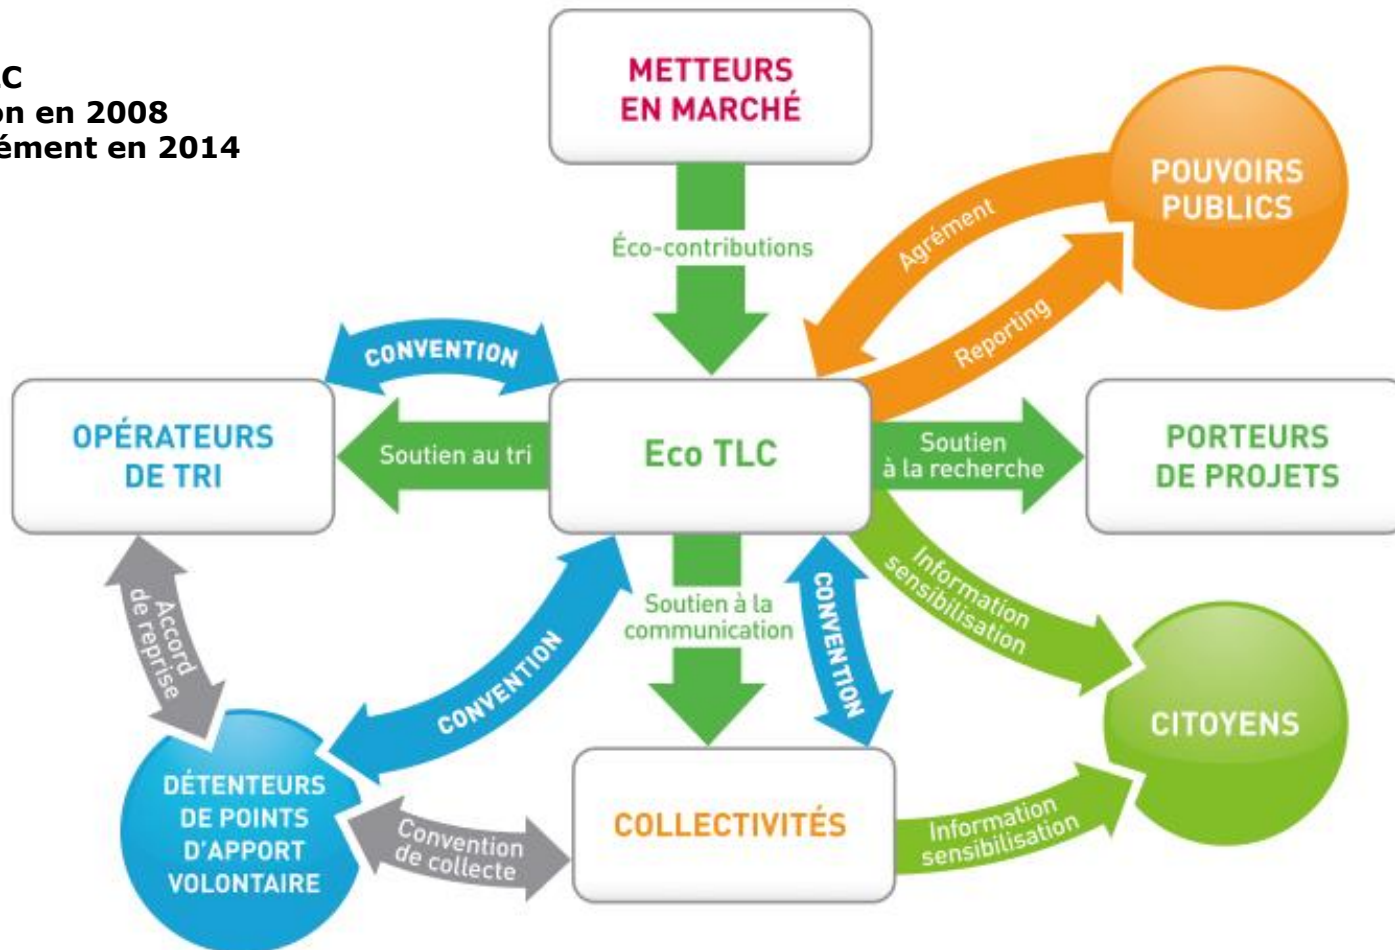 LC
on en 2008
ément en 2014
METTEURS
EN MARCHÉ
POUVOIRS
PUBLICS
Agrément
Éco-contributions
Reporting
CONVENTION
OPÉRATEURS
DE TRI
Soutien au tri
Eco TLC
Soutien
à la recherche
PORTEURS
DE PROJETS
Accord
de reprise
CONVENTION
Soutien à la
communication
CONVENTION
Information
sensibilisation
CITOYENS
DÉTENTEURS
DE POINTS
D'APPORT
VOLONTAIRE
Convention
de collecte
COLLECTIVITÉS
Information
sensibilisation